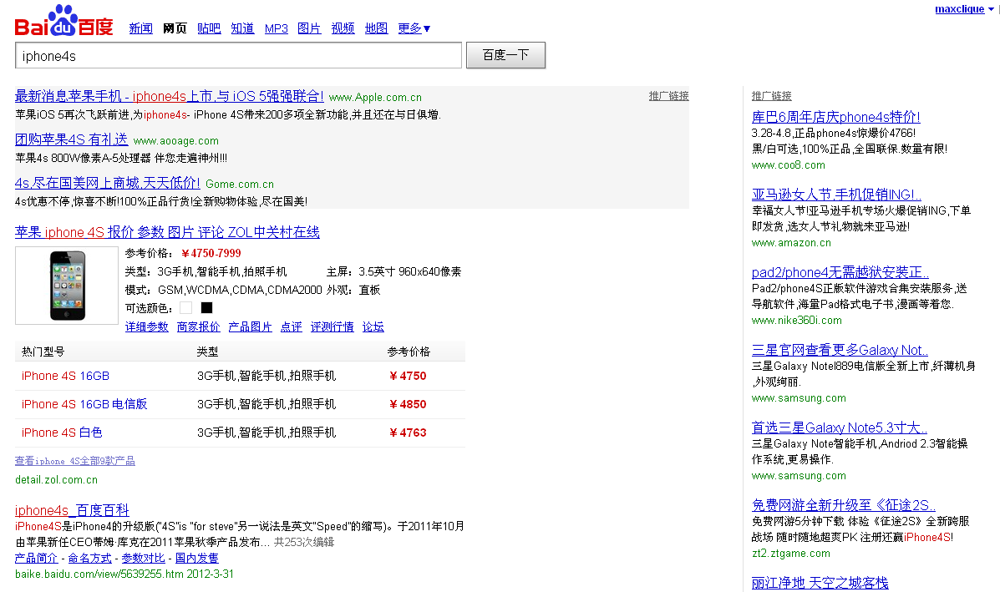 maxclique
Bai du 百度
新闻 网页 贴吧 知道 MP3 图片 视频 地图 更多▼
iphone4s
百度一下
最新消息苹果手机 - iphone4s上市,与 iOS 5强强联合! www.Apple.com.cn
推广链接
苹果iOS 5再次飞跃前进,为iphone4s- iPhone 4S带来200多项全新功能,并且还在与日俱增.
团购苹果4S 有礼送 www.aooage.com
苹果4s 800W像素A-5处理器 伴您走遍神州!!!
4s,尽在国美网上商城,天天低价! Gome.com.cn
4s优惠不停,惊喜不断!100%正品行货!全新购物体验,尽在国美!
苹果 iphone 4S 报价 参数 图片 评论 ZOL中关村在线
参考价格： ￥4750-7999
类型：3G手机,智能手机,拍照手机 主屏：3.5英寸 960x640像素
模式：GSM,WCDMA,CDMA,CDMA2000 外观：直板
可选颜色：
详细参数 商家报价 产品图片 点评 评测行情 论坛
热门型号 类型 参考价格
iPhone 4S 16GB 3G手机,智能手机,拍照手机 ￥4750
iPhone 4S 16GB 电信版 3G手机,智能手机,拍照手机 ￥4850
iPhone 4S 白色 3G手机,智能手机,拍照手机 ￥4763
查看iphone 4S全部9款产品
detail.zol.com.cn
iphone4s_百度百科
iPhone4S是iPhone4的升级版("4S"is "for steve"另一说法是英文"Speed"的缩写)。于2011年10月
由苹果新任CEO蒂姆·库克在2011苹果秋季产品发布... 共253次编辑
产品简介 - 命名方式 - 参数对比 - 国内发售
baike.baidu.com/view/5639255.htm 2012-3-31
推广链接
库巴6周年店庆phone4s特价!
3.28-4.8,正品phone4s惊爆价4766!
黑/白可选,100%正品,全国联保.数量有限!
www.coo8.com
亚马逊女人节,手机促销ING!..
幸福女人节!亚马逊手机专场火爆促销ING,下单
即发货,选女人节礼物就来亚马逊!
www.amazon.cn
pad2/phone4无需越狱安装正..
Pad2/phone4S正版软件游戏合集安装服务,送
导航软件,海量Pad格式电子书,漫画等着您.
www.nike360i.com
三星官网查看更多Galaxy Not..
三星Galaxy NoteI889电信版全新上市,纤薄机身
,外观绚丽.
www.samsung.com
首选三星Galaxy Note5.3寸大..
三星Galaxy Note智能手机,Andriod 2.3智能操
作系统,更易操作.
www.samsung.com
免费网游全新升级至《征途2S..
免费网游5分钟下载 体验《征途2S》全新跨服
战场 随时随地超爽PK 注册还赢iPhone4S!
zt2.ztgame.com
丽江净地 天空之城客栈